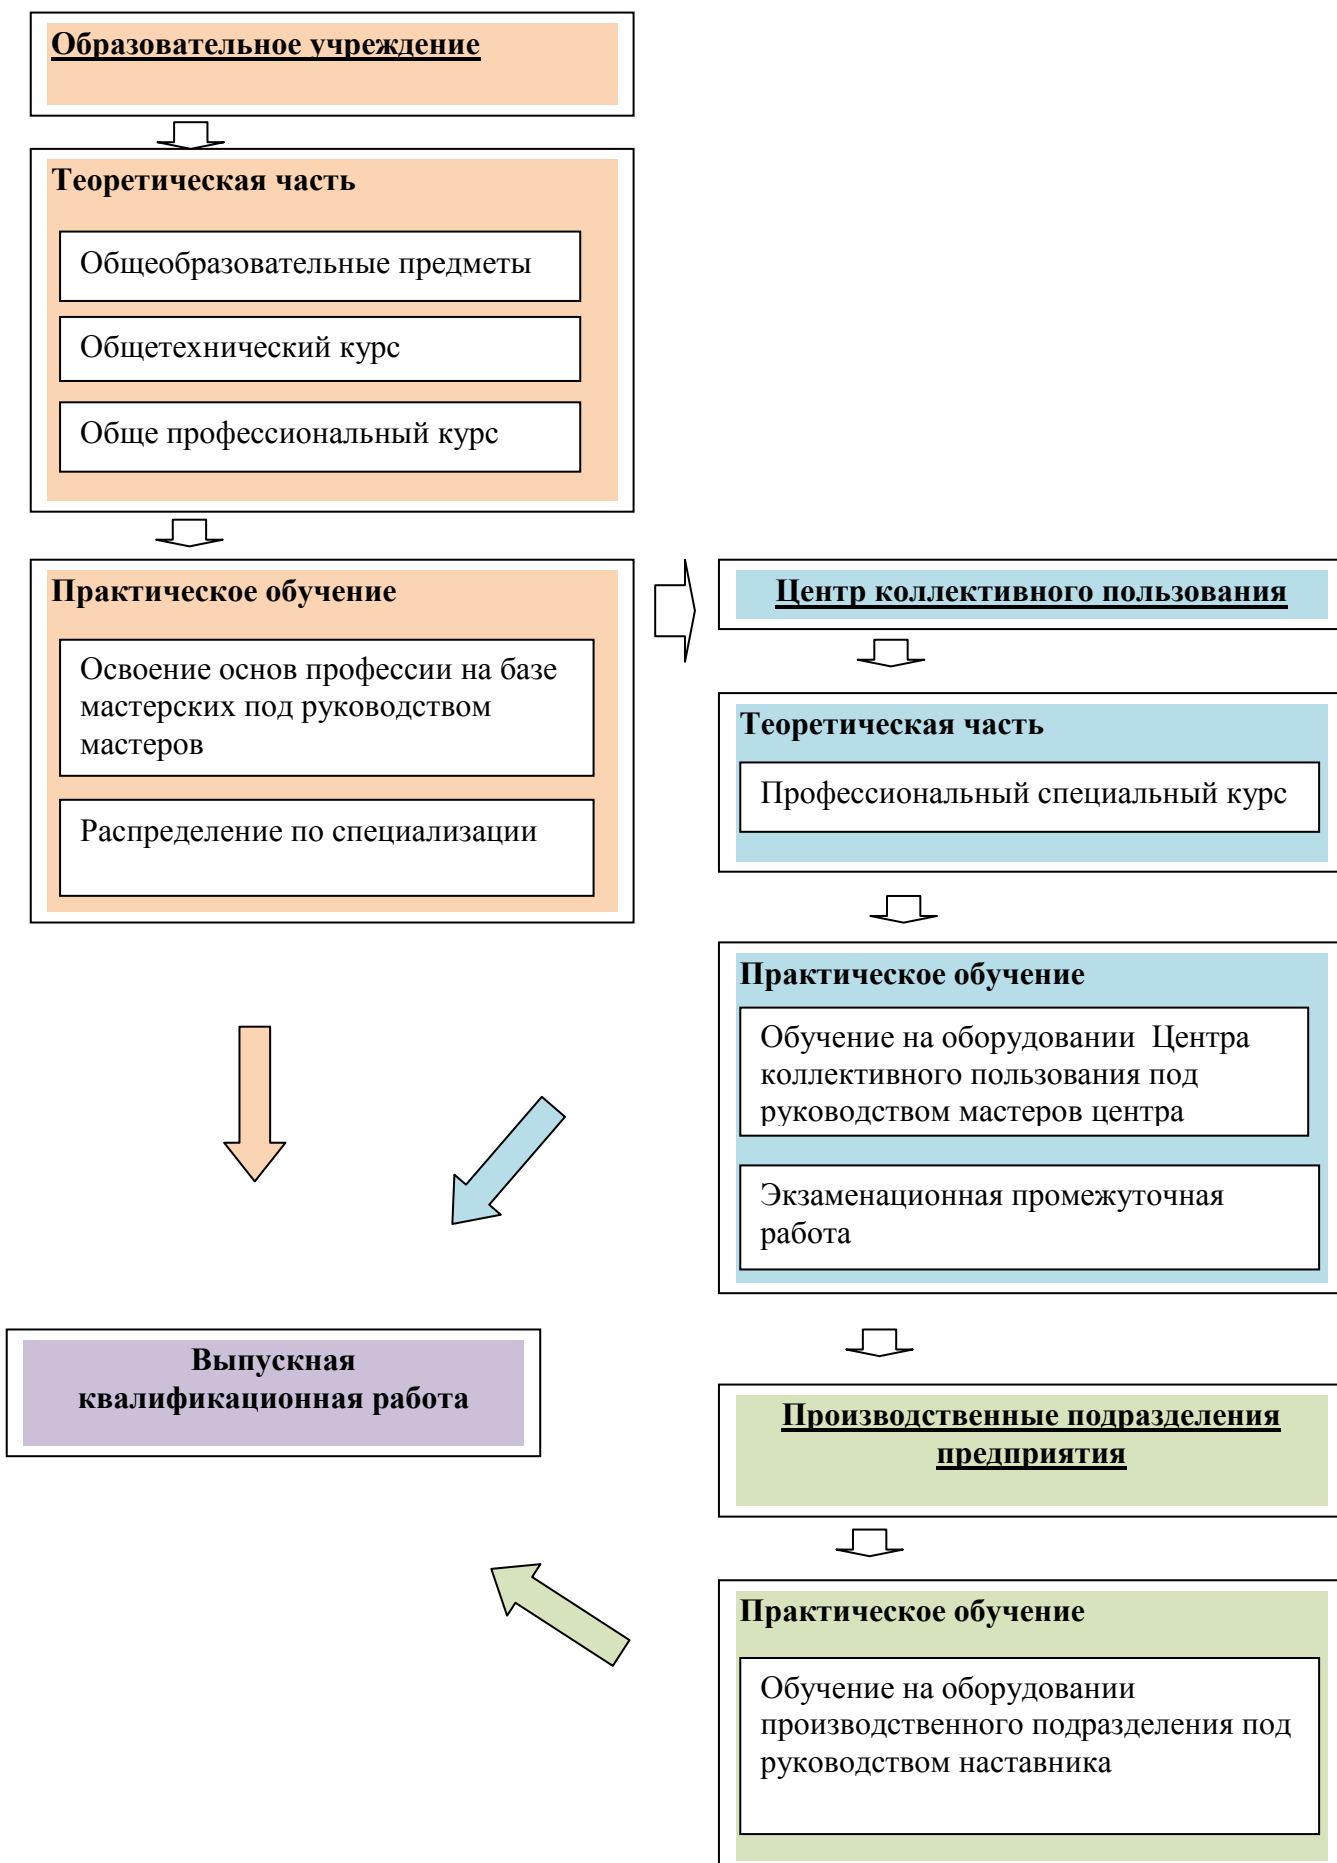 Образовательное учреждение
Теоретическая часть
Общеобразовательные предметы
Общетехнический курс
Обще профессиональный курс
Практическое обучение
Освоение основ профессии на базе
мастерских под руководством
мастеров
Распределение по специализации
Центр коллективного пользования
Теоретическая часть
Профессиональный специальный курс
Практическое обучение
Обучение на оборудовании  Центра
коллективного пользования под
руководством мастеров центра
Экзаменационная промежуточная
работа
Выпускная
квалификационная работа
Производственные подразделения
предприятия
Практическое обучение
Обучение на оборудовании
производственного подразделения под
руководством наставника